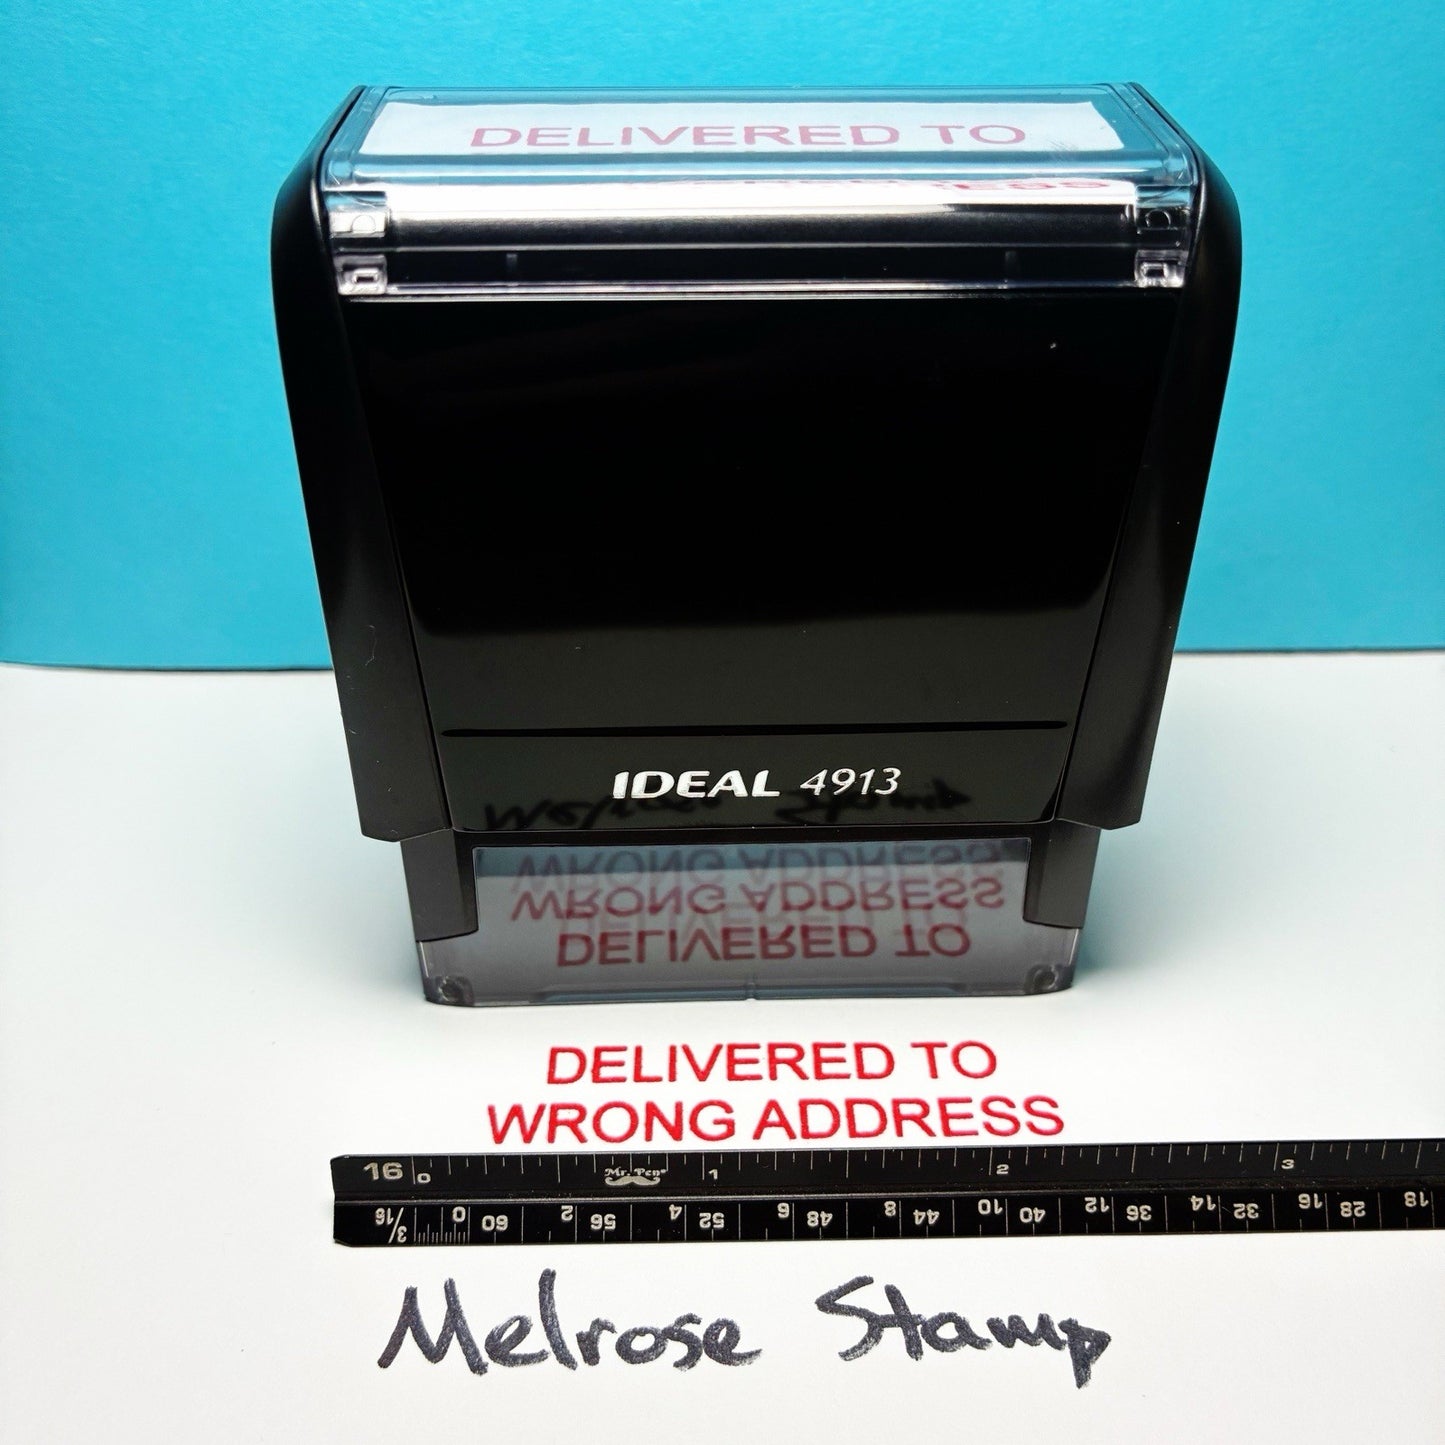 DELIVERED TO
IDEAL 4913
WRONG ADDRESS
DELIVERED TO
DELIVERED TO
WRONG ADDRESS
16 0 Mr. Pen 1 2 3
3/16 0 60 2 56 4 52 6 48 8 44 10 40 12 36 14 32 16 28 18
Melrose Stamp